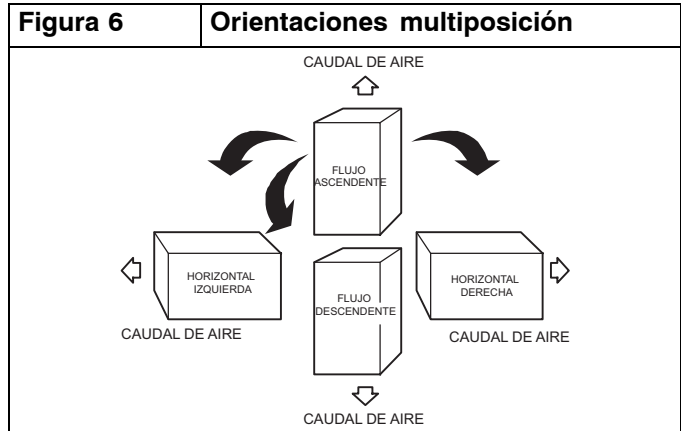 Figura 6 Orientaciones multiposición
CAUDAL DE AIRE
FLUJO
ASCENDENTE
HORIZONTAL
IZQUIERDA
CAUDAL DE AIRE
FLUJO
DESCENDENTE
HORIZONTAL
DERECHA
CAUDAL DE AIRE
CAUDAL DE AIRE